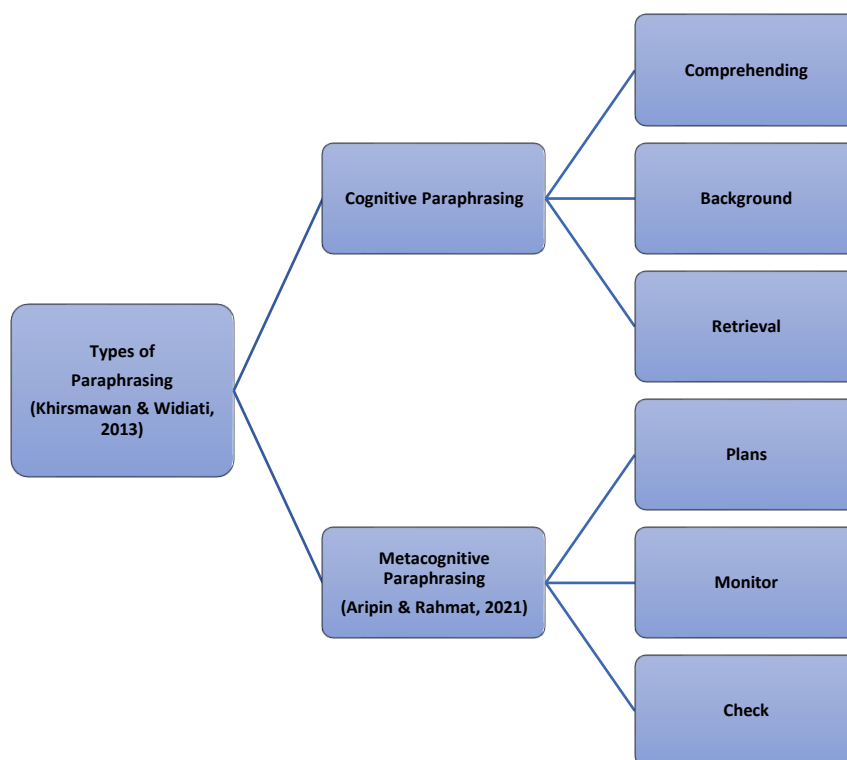 Types of
Paraphrasing
(Khirsmawan & Widiati,
2013)
Cognitive Paraphrasing
Comprehending
Background
Retrieval
Metacognitive
Paraphrasing
(Aripin & Rahmat, 2021)
Plans
Monitor
Check